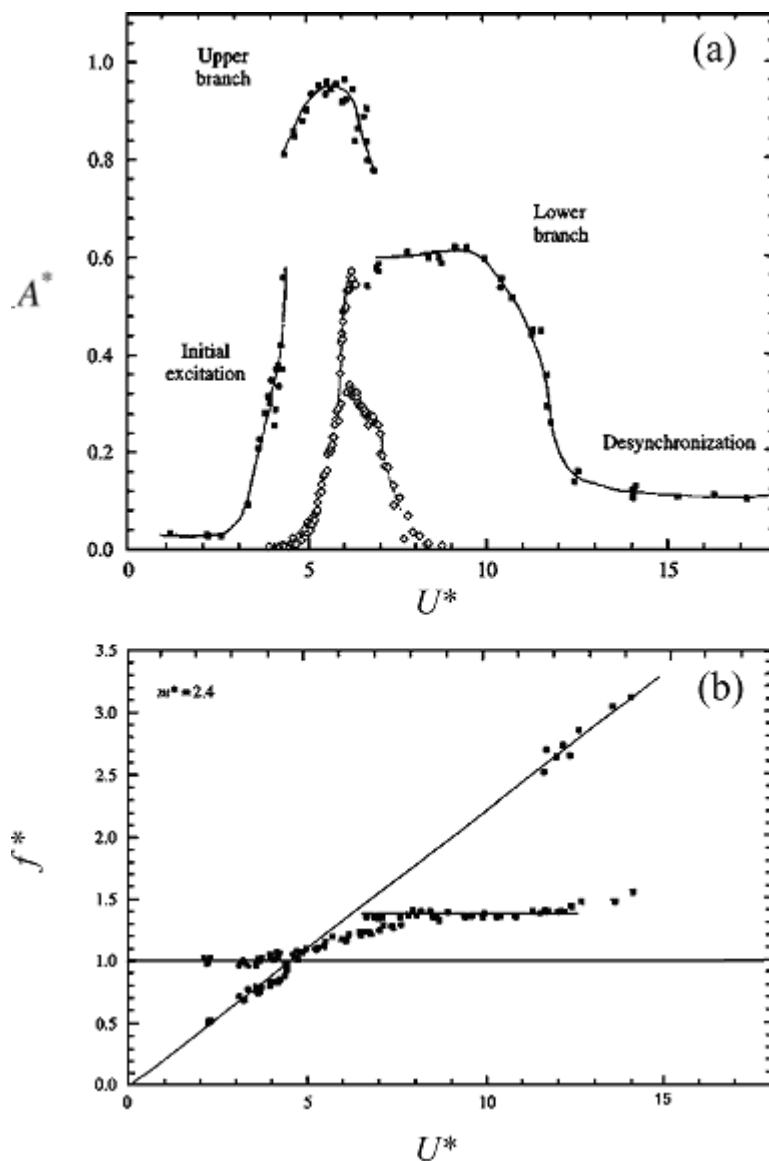 (a)
Upper
branch
1.0
0.8
0.6
0.4
0.2
0.0
A*
Initial
excitation
Lower
branch
Desynchronization
0
5
10
15
U*
(b)
m* = 2.4
3.5
3.0
2.5
2.0
1.5
1.0
0.5
0.0
f*
0
5
10
15
U*